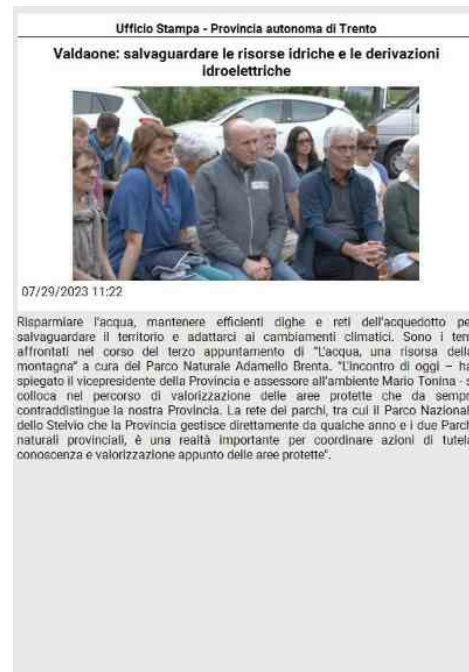 Ufficio Stampa - Provincia autonoma di Trento
Valdaone: salvaguardare le risorse idriche e le derivazioni
idroelettriche
07/29/2023 11:22
Risparmiare l'acqua, mantenere efficienti dighe e reti dell'acquedotto pe
salvaguardare il territorio e adattarci ai cambiamenti climatici. Sono i tem
affrontati nel corso del terzo appuntamento di "L'acqua, una risorsa della
montagna" a cura del Parco Naturale Adamello Brenta. "L'incontro di oggi – ha
spiegato il vicepresidente della Provincia e assessore all'ambiente Mario Tonina - s
colloca nel percorso di valorizzazione delle aree protette che da sempr
contraddistingue la nostra Provincia. La rete dei parchi, tra cui il Parco Nazional
dello Stelvio che la Provincia gestisce direttamente da qualche anno e i due Parch
naturali provinciali, è una realtà importante per coordinare azioni di tutela
conoscenza e valorizzazione appunto delle aree protette".